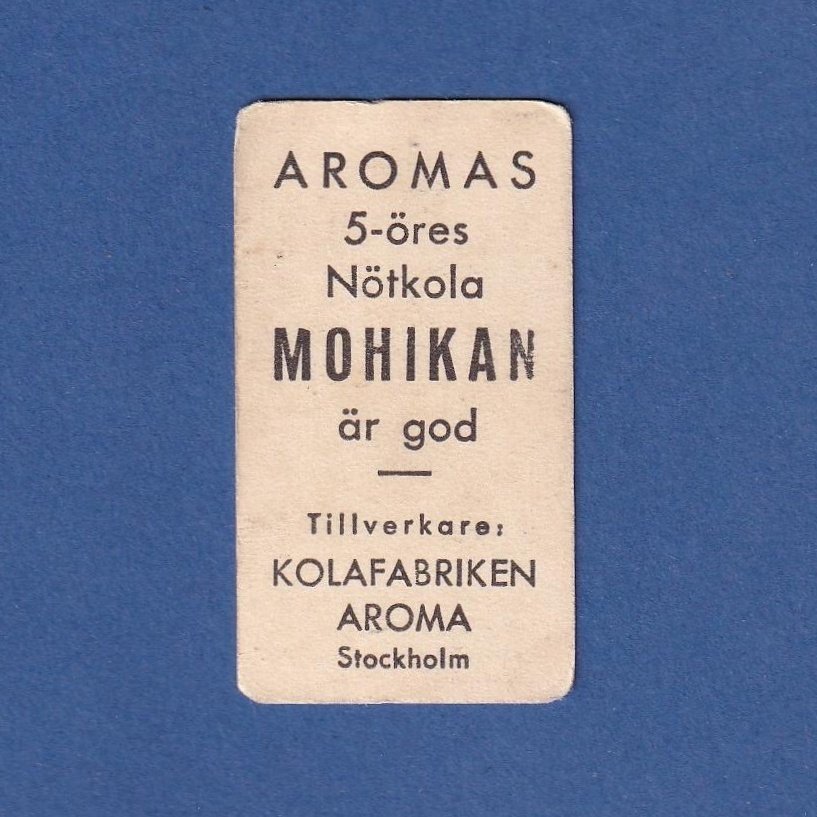 AROMAS
5-öres
Nötkola
MOHIKAN
är god
Tillverkare:
KOLAFABRIKEN
AROMA
Stockholm